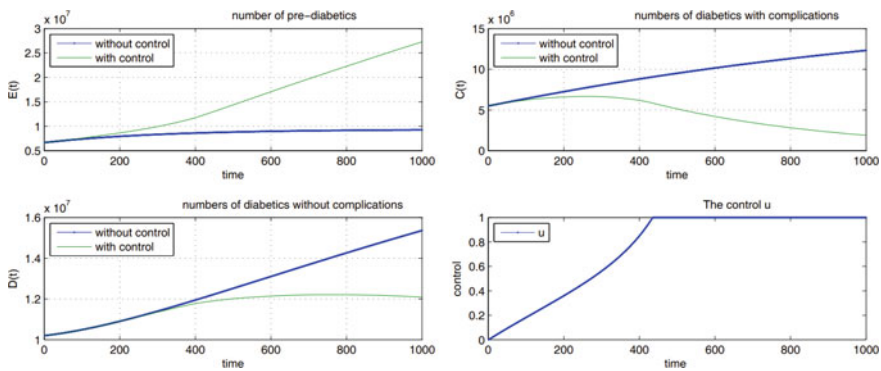 x 10^7
number of pre-diabetics
3
2.5
2
1.5
1
0.5
E(t)
without control
with control
0
200
400
600
800
1000
time
x 10^6
numbers of diabetics with complications
15
10
5
0
C(t)
without control
with control
0
200
400
600
800
1000
time
x 10^7
numbers of diabetics without complications
1.6
1.4
1.2
1
D(t)
without control
with control
0
200
400
600
800
1000
time
The control u
1
0.8
0.6
0.4
0.2
0
control
u
0
200
400
600
800
1000
time